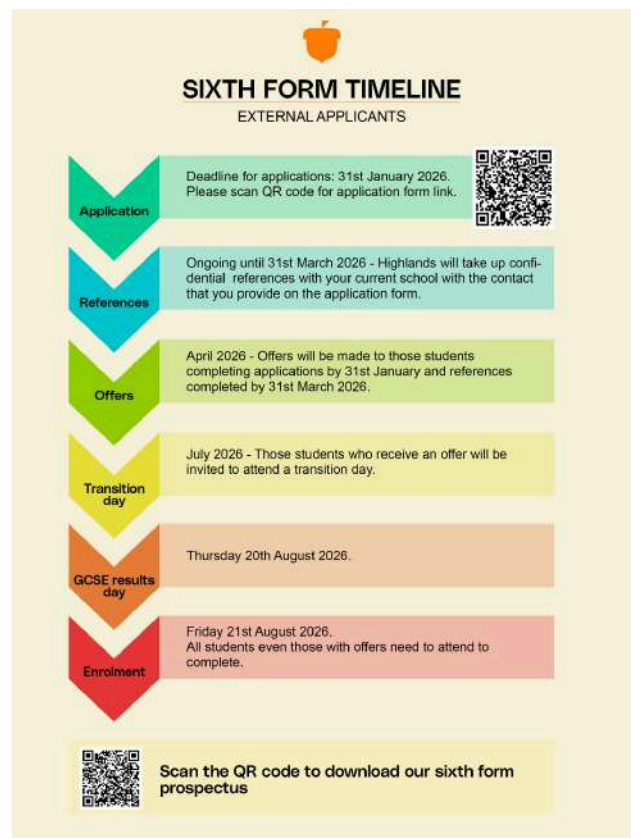 SIXTH FORM TIMELINE
EXTERNAL APPLICANTS
Application
Deadline for applications: 31st January 2026.
Please scan QR code for application form link.
References
Ongoing until 31st March 2026 - Highlands will take up confi-
dential references with your current school with the contact
that you provide on the application form.
Offers
April 2026 - Offers will be made to those students
completing applications by 31st January and references
completed by 31st March 2026.
Transition
day
July 2026 - Those students who receive an offer will be
invited to attend a transition day.
GCSE results
day
Thursday 20th August 2026.
Enrolment
Friday 21st August 2026.
All students even those with offers need to attend to
complete.
Scan the QR code to download our sixth form
prospectus